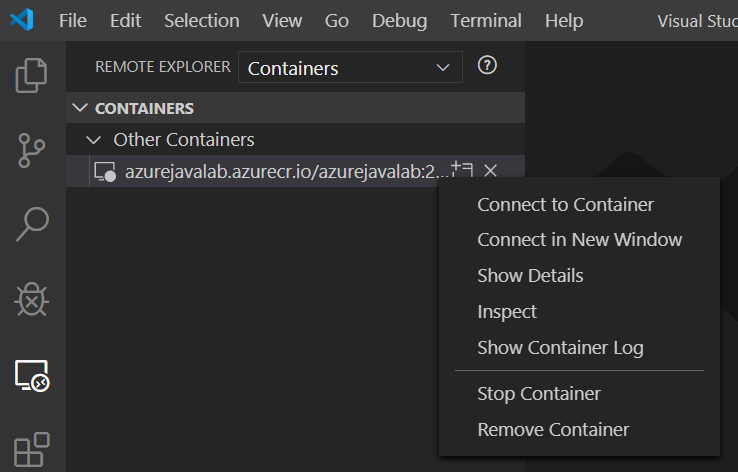 File Edit Selection View Go Debug Terminal Help Visual Stud
REMOTE EXPLORER Containers ?
CONTAINERS
Other Containers
azurejavalab.azurecr.io/azurejavalab:2...
Connect to Container
Connect in New Window
Show Details
Inspect
Show Container Log
Stop Container
Remove Container